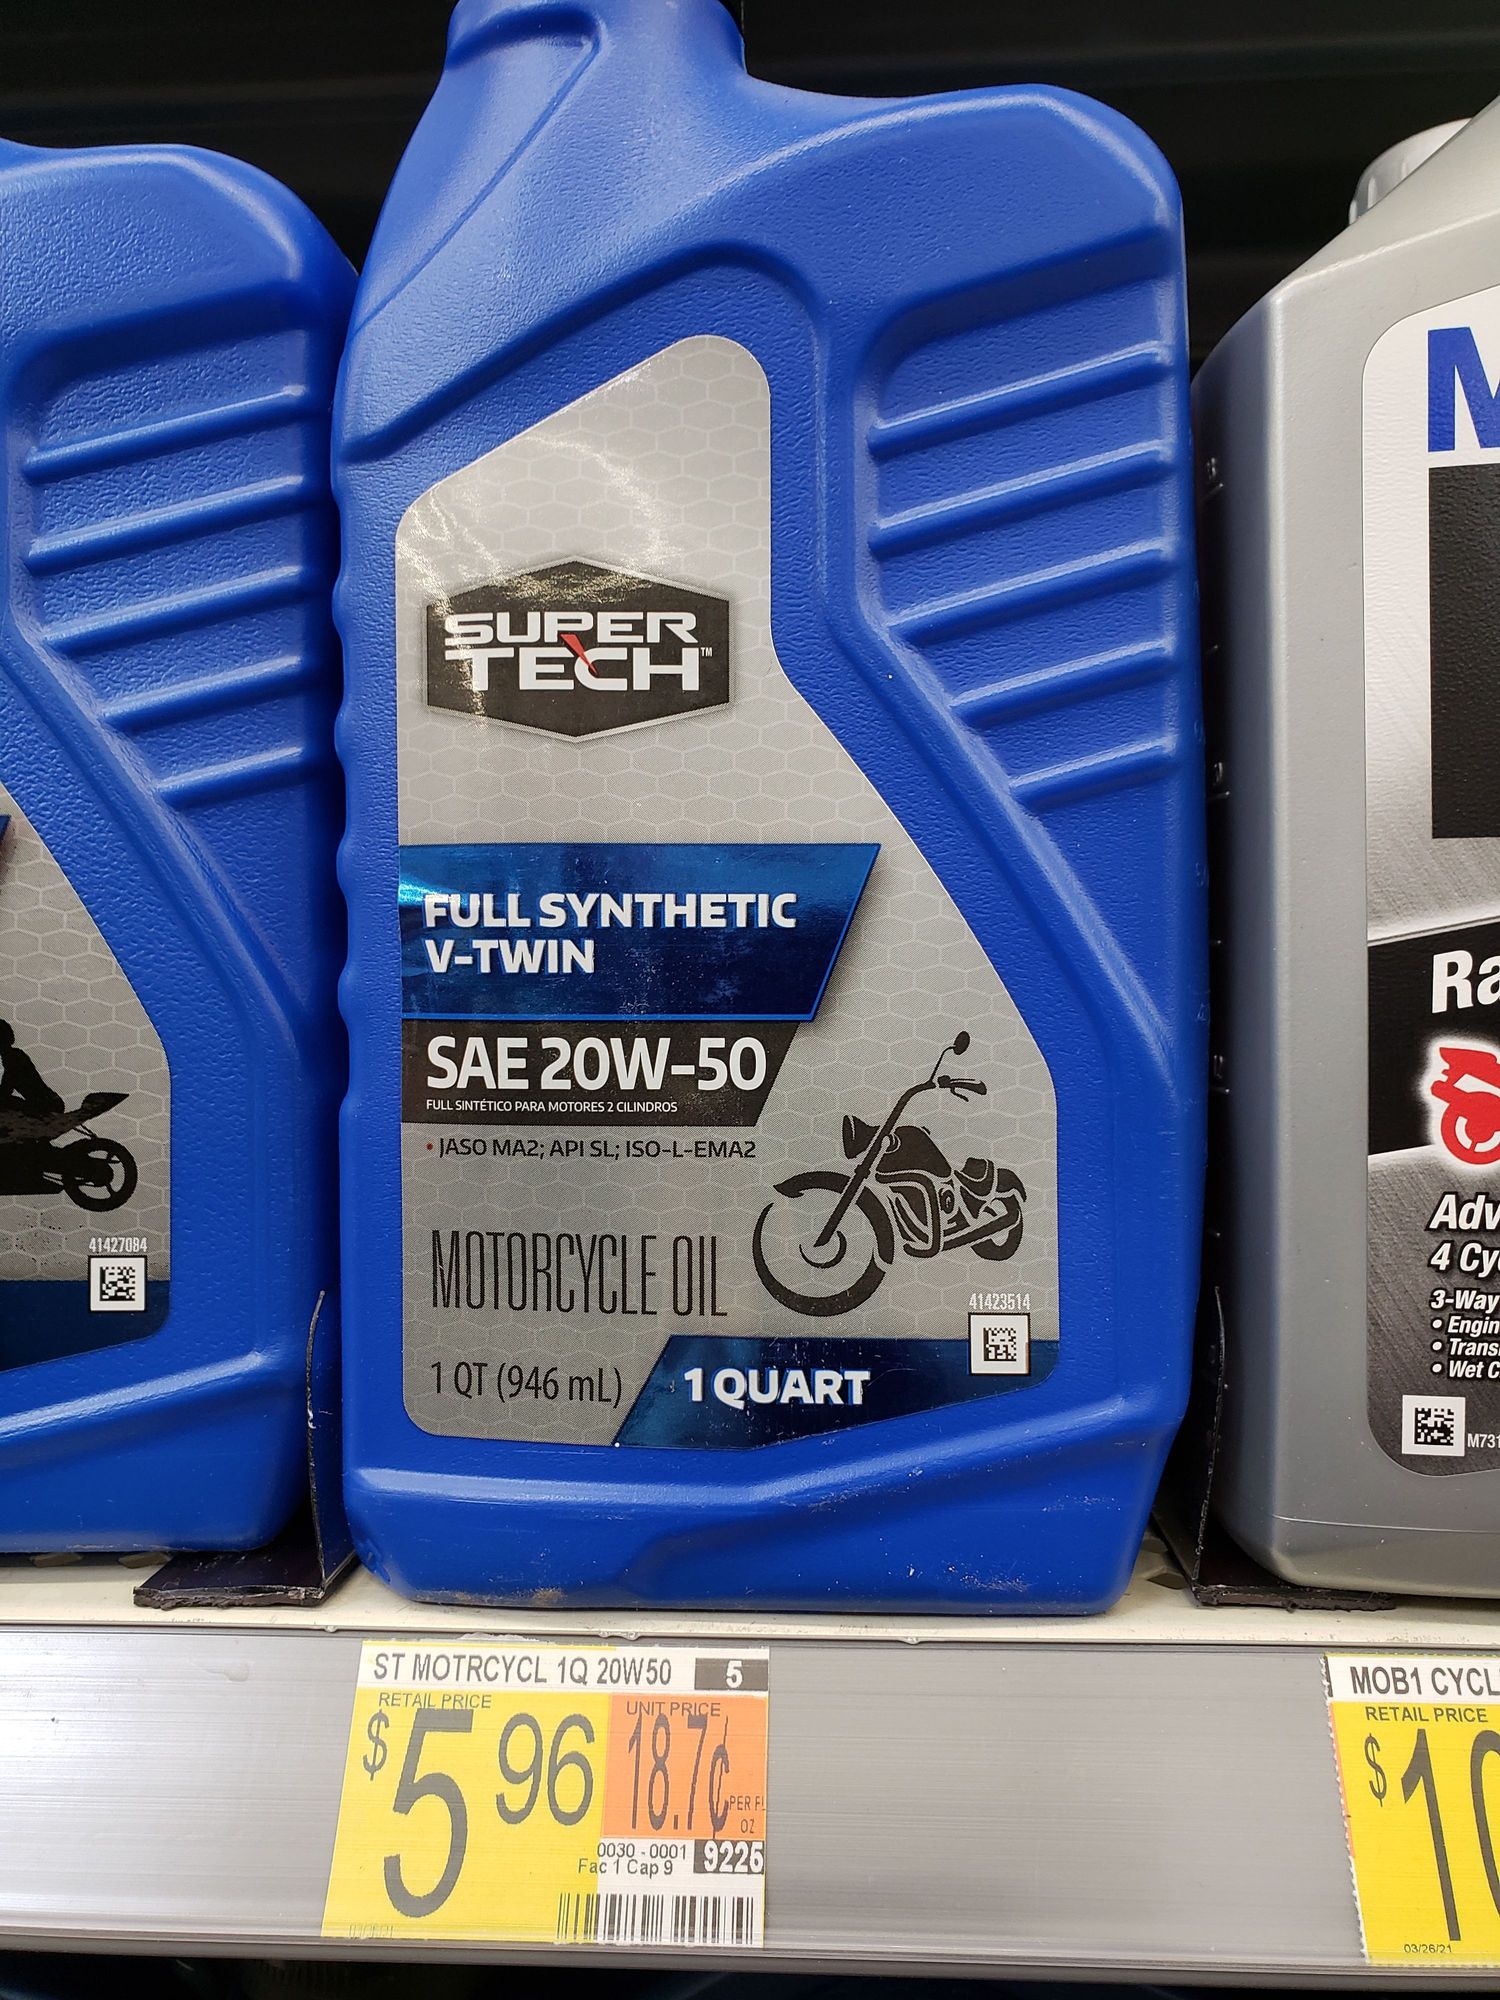 SUPER
TECH™
FULL SYNTHETIC
V-TWIN
SAE 20W-50
FULL SINTÉTICO PARA MOTORES 2 CILINDROS
• JASO MA2; API SL; ISO-L-EMA2
MOTORCYCLE OIL
41423514
1 QT (946 mL)
1 QUART
41427084
M
Ra
Adv
4 Cy
3-Way
• Engin
• Trans
• Wet C
M731
ST MOTRCYCL 1Q 20W50 5
RETAIL PRICE
$5 96
UNIT PRICE
18.7¢
PER FL
OZ
0030 - 0001
Fac 1 Cap 9
9226
MOB1 CYCL
RETAIL PRICE
$10
03/26/21